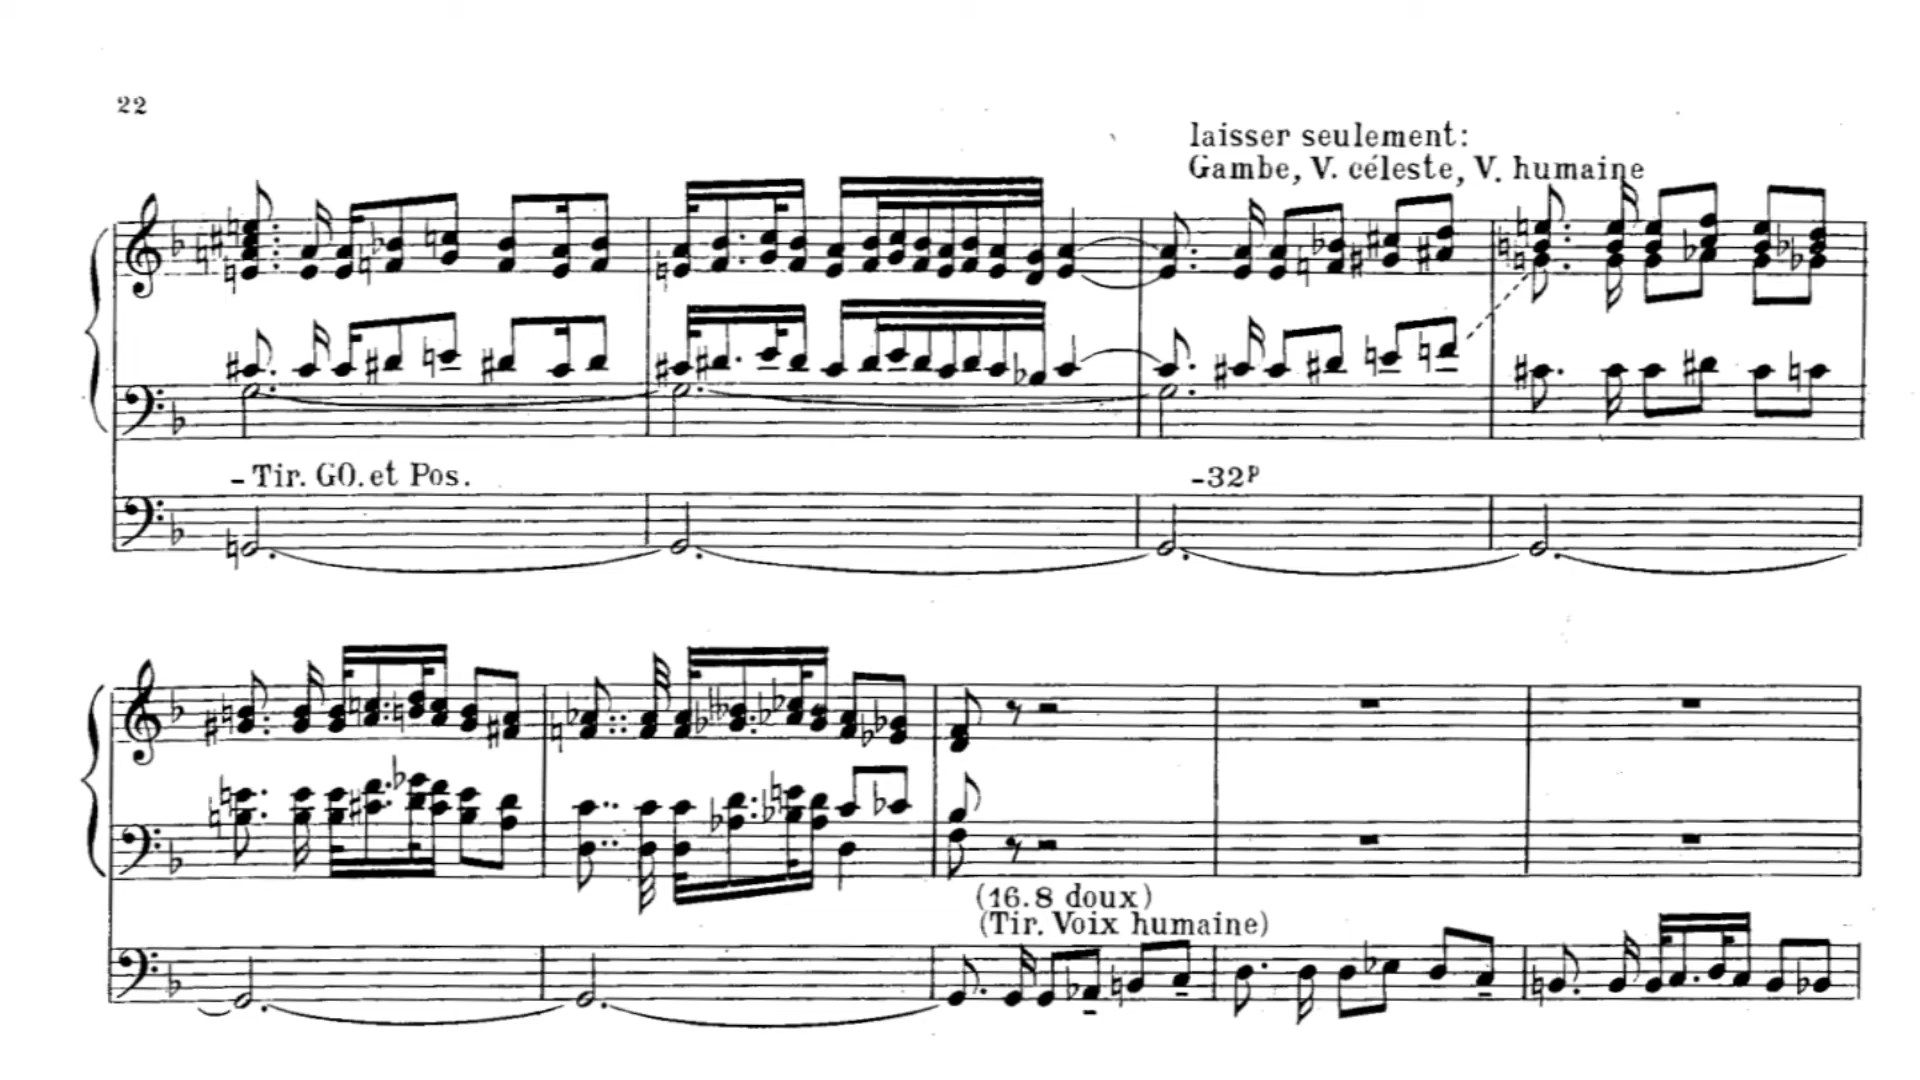 22
laisser seulement:
Gambe, V. céleste, V. humaine
- Tir. GO. et Pos.
-32P
(16. 8 doux)
(Tir. Voix humaine)